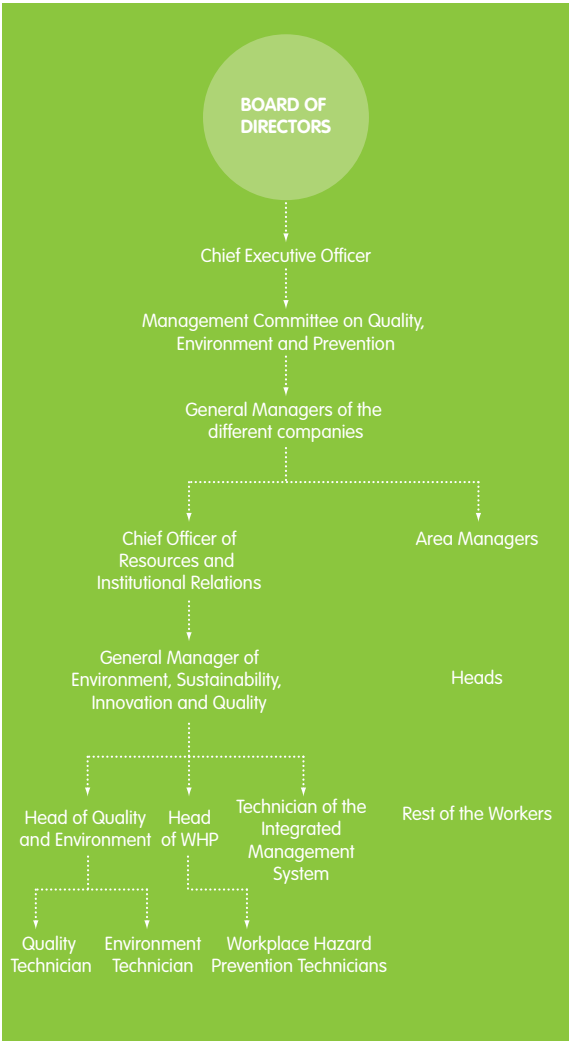 BOARD OF
DIRECTORS
Chief Executive Officer
Management Committee on Quality,
Environment and Prevention
General Managers of the
different companies
Chief Officer of
Resources and
Institutional Relations
Area Managers
General Manager of
Environment, Sustainability,
Innovation and Quality
Heads
Head of Quality
and Environment
Head
of WHP
Technician of the
Integrated
Management
System
Rest of the Workers
Quality
Technician
Environment
Technician
Workplace Hazard
Prevention Technicians